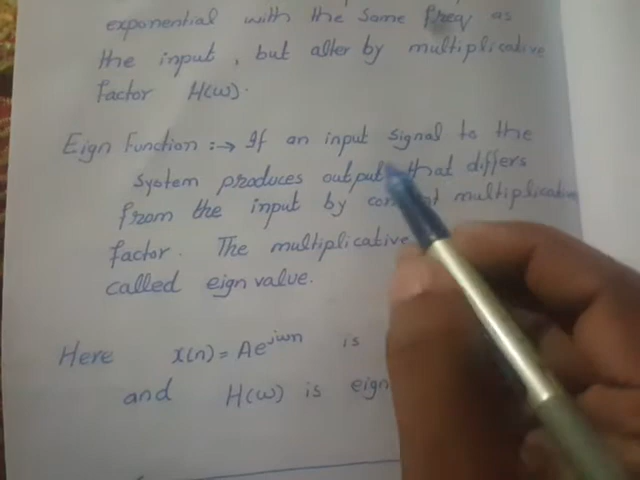 exponential with the same freq as
the input, but alter by multiplicative
factor H(ω).
Eign Function :→ If an input signal to the
system produces output that differs
from the input by multiplicative
factor. The multiplicative
called eign value.
Here x(n) = Ae^jωn is
and H(ω) is eign